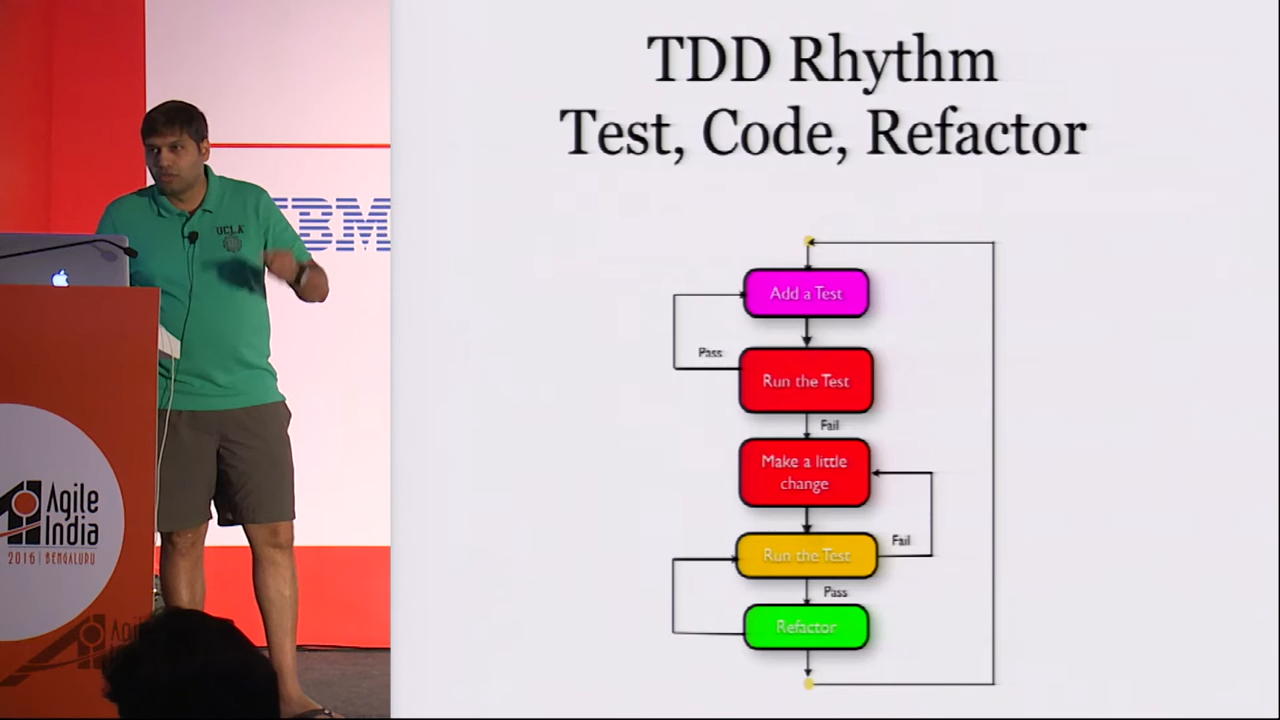 TDD Rhythm
Test, Code, Refactor
Add a Test
Pass
Run the Test
Fail
Make a little
change
Run the Test
Fail
Pass
Refactor
UCLA
IBM
Agile
India
2016 | BENGALURU